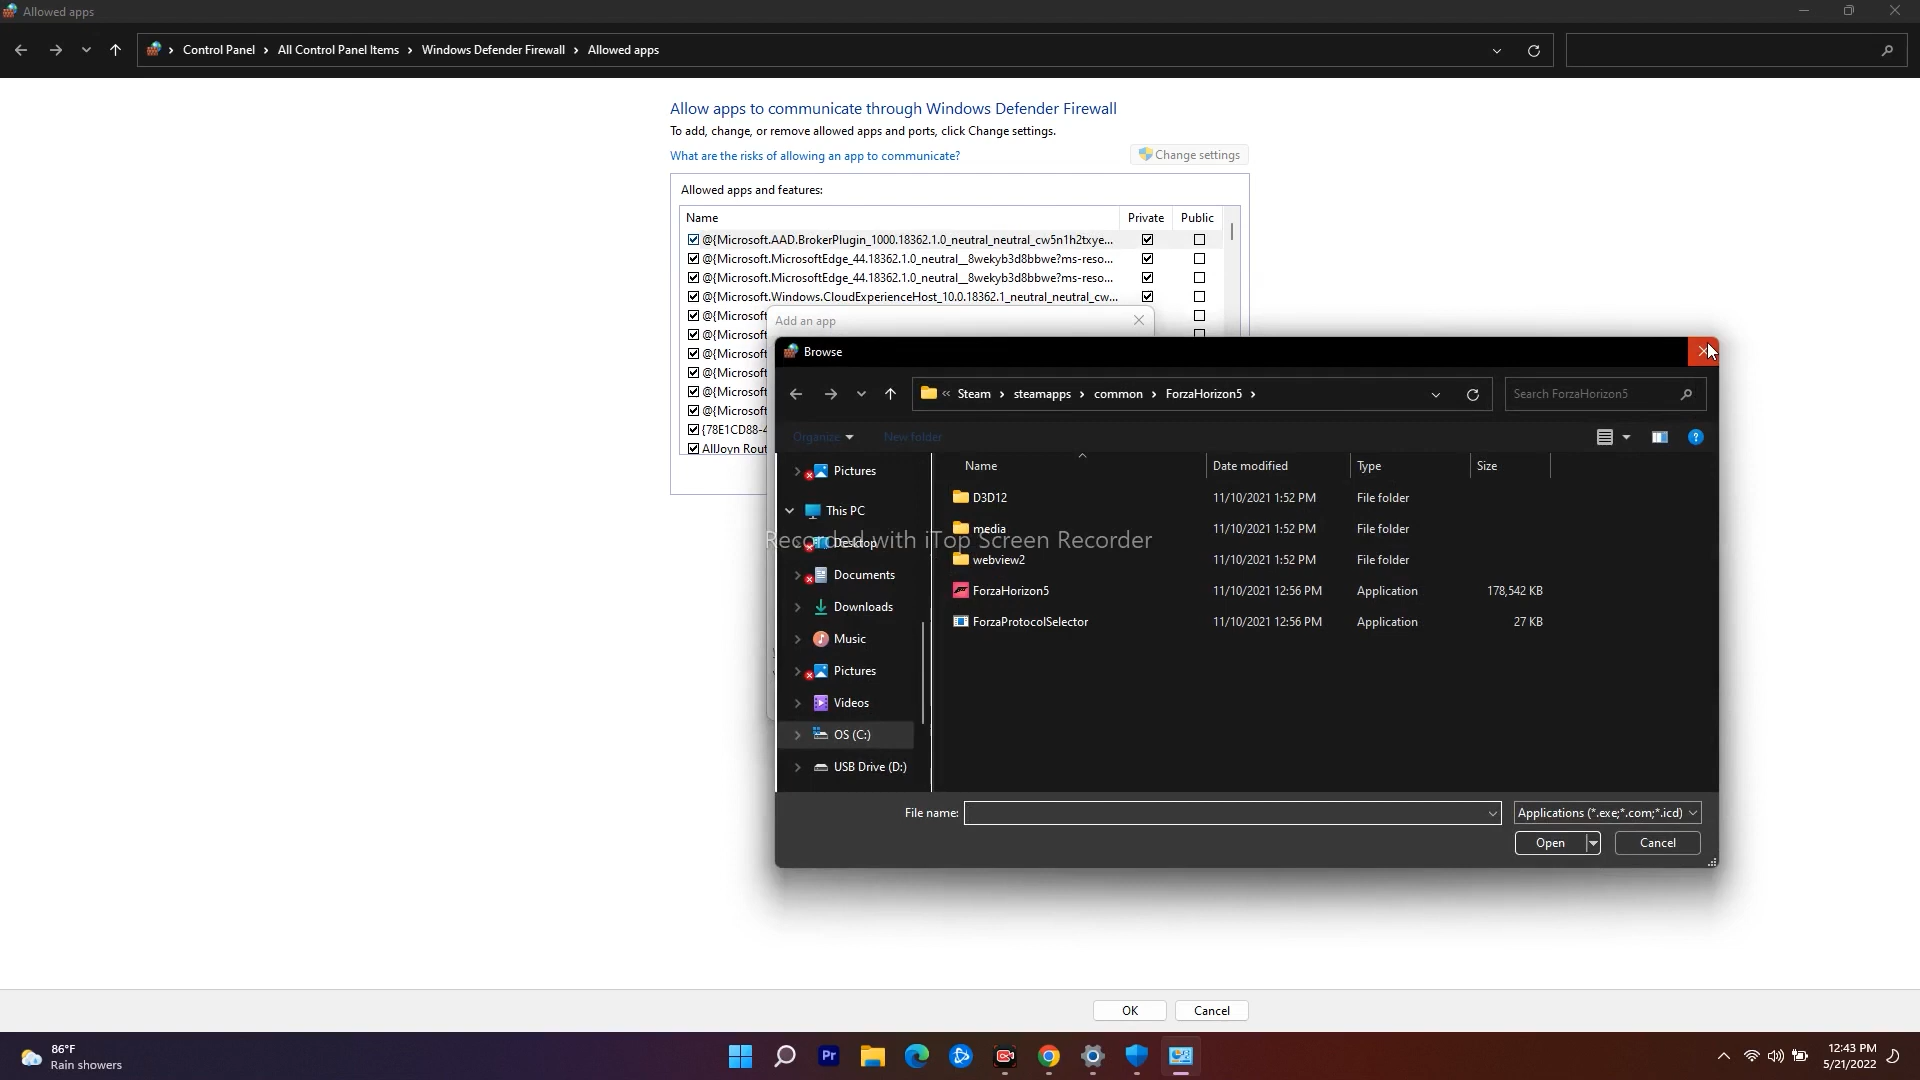 Allowed apps
Control Panel
All Control Panel Items
Windows Defender Firewall
Allowed apps
Allow apps to communicate through Windows Defender Firewall
To add, change, or remove allowed apps and ports, click Change settings.
What are the risks of allowing an app to communicate?
Change settings
Allowed apps and features:
Name Private Public
@{Microsoft.AAD.BrokerPlugin_1000.18362.1.0_neutral_neutral_cw5n1h2txye...
@{Microsoft.MicrosoftEdge_44.18362.1.0_neutral__8wekyb3d8bbwe?ms-reso...
@{Microsoft.MicrosoftEdge_44.18362.1.0_neutral__8wekyb3d8bbwe?ms-reso...
@{Microsoft.Windows.CloudExperienceHost_10.0.18362.1_neutral_neutral_cw...
@{Microsoft
@{Microsoft
@{Microsoft
@{Microsoft
@{Microsoft
@{Microsoft
{78E1CD88-4
AllJoyn Rout
Add an app
Browse
« Steam
steamapps
common
ForzaHorizon5
Search ForzaHorizon5
Organize
New folder
Pictures
This PC
Desktop
Documents
Downloads
Music
Pictures
Videos
OS (C:)
USB Drive (D:)
Name Date modified Type Size
D3D12 11/10/2021 1:52 PM File folder
media 11/10/2021 1:52 PM File folder
webview2 11/10/2021 1:52 PM File folder
ForzaHorizon5 11/10/2021 12:56 PM Application 178,542 KB
ForzaProtocolSelector 11/10/2021 12:56 PM Application 27 KB
Recorded with iTop Screen Recorder
File name:
Applications (*.exe;*.com;*.icd)
Open
Cancel
OK
Cancel
86°F
Rain showers
Pr
12:43 PM
5/21/2022